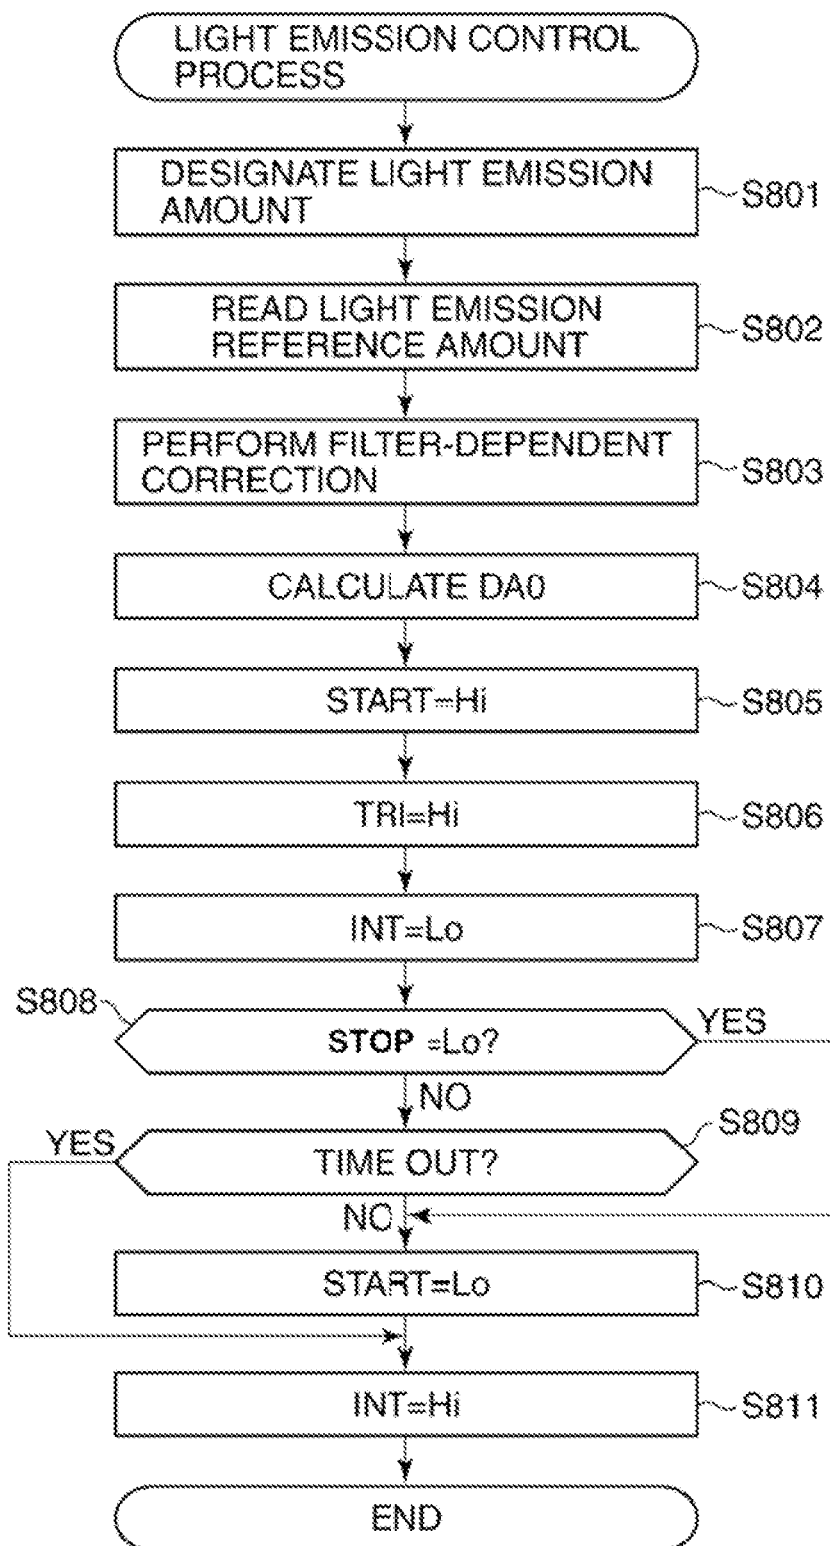 LIGHT EMISSION CONTROL
PROCESS
DESIGNATE LIGHT EMISSION
AMOUNT
S801
READ LIGHT EMISSION
REFERENCE AMOUNT
S802
PERFORM FILTER-DEPENDENT
CORRECTION
S803
CALCULATE DA0
S804
START=Hi
S805
TRI=Hi
S806
INT=Lo
S807
S808
STOP =Lo?
YES
NO
S809
YES
TIME OUT?
NO
START=Lo
S810
INT=Hi
S811
END